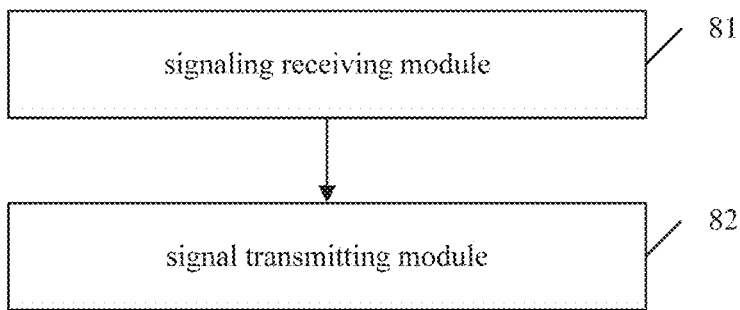 signaling receiving module
81
signal transmitting module
82